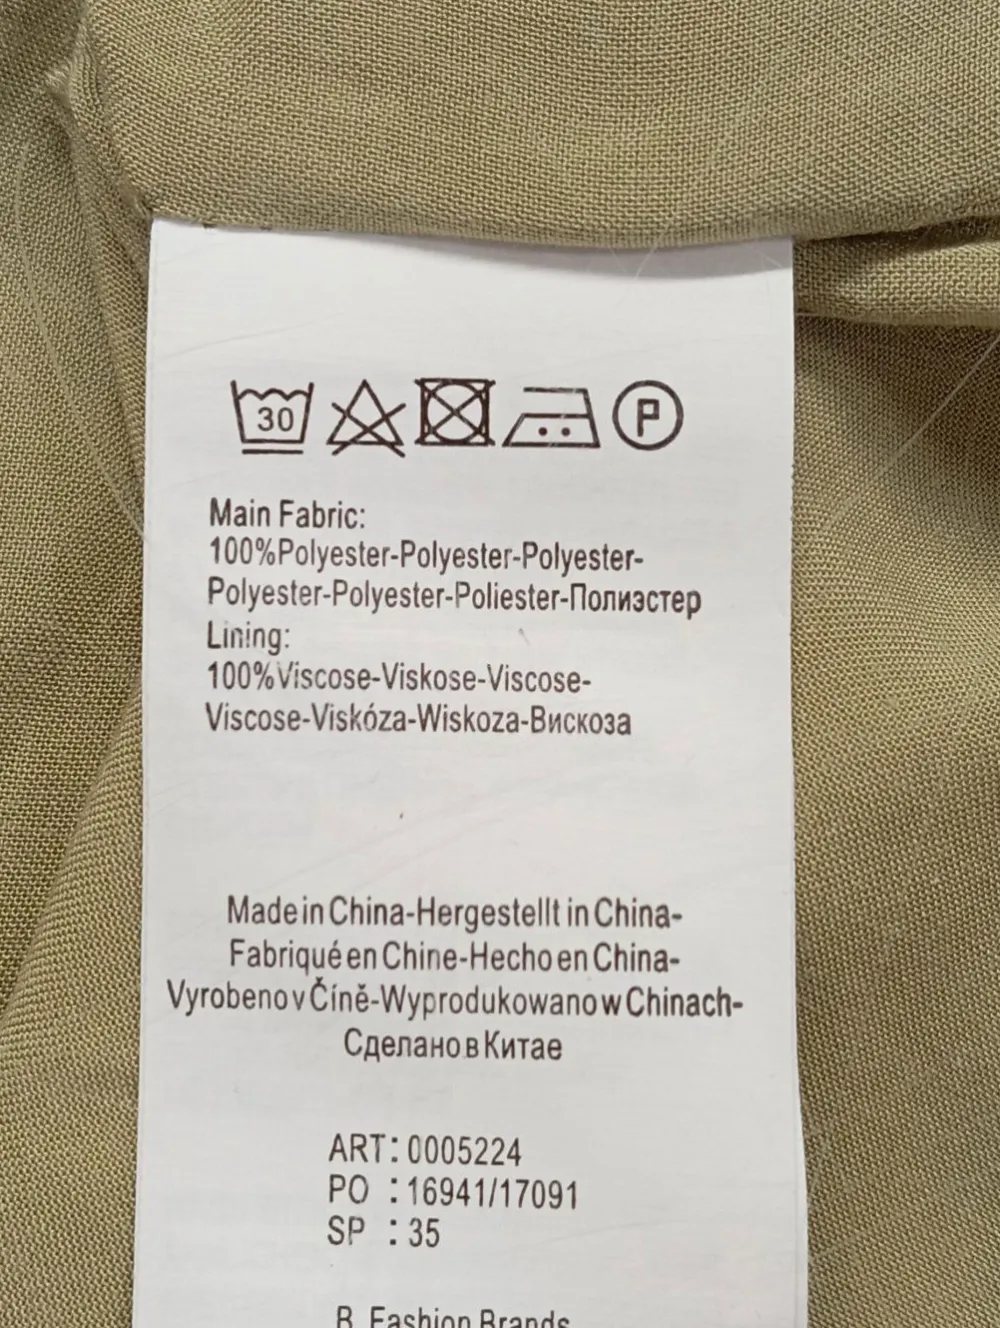 30 P
Main Fabric:
100%Polyester-Polyester-Polyester-
Polyester-Polyester-Poliester-Полиэстер
Lining:
100%Viscose-Viskose-Viscose-
Viscose-Viskóza-Wiskoza-Вискоза
Made in China-Hergestellt in China-
Fabriqué en Chine-Hecho en China-
Vyrobeno v Číně-Wyprodukowano w Chinach-
Сделано в Китае
ART: 0005224
PO : 16941/17091
SP : 35
B. Fashion Brands